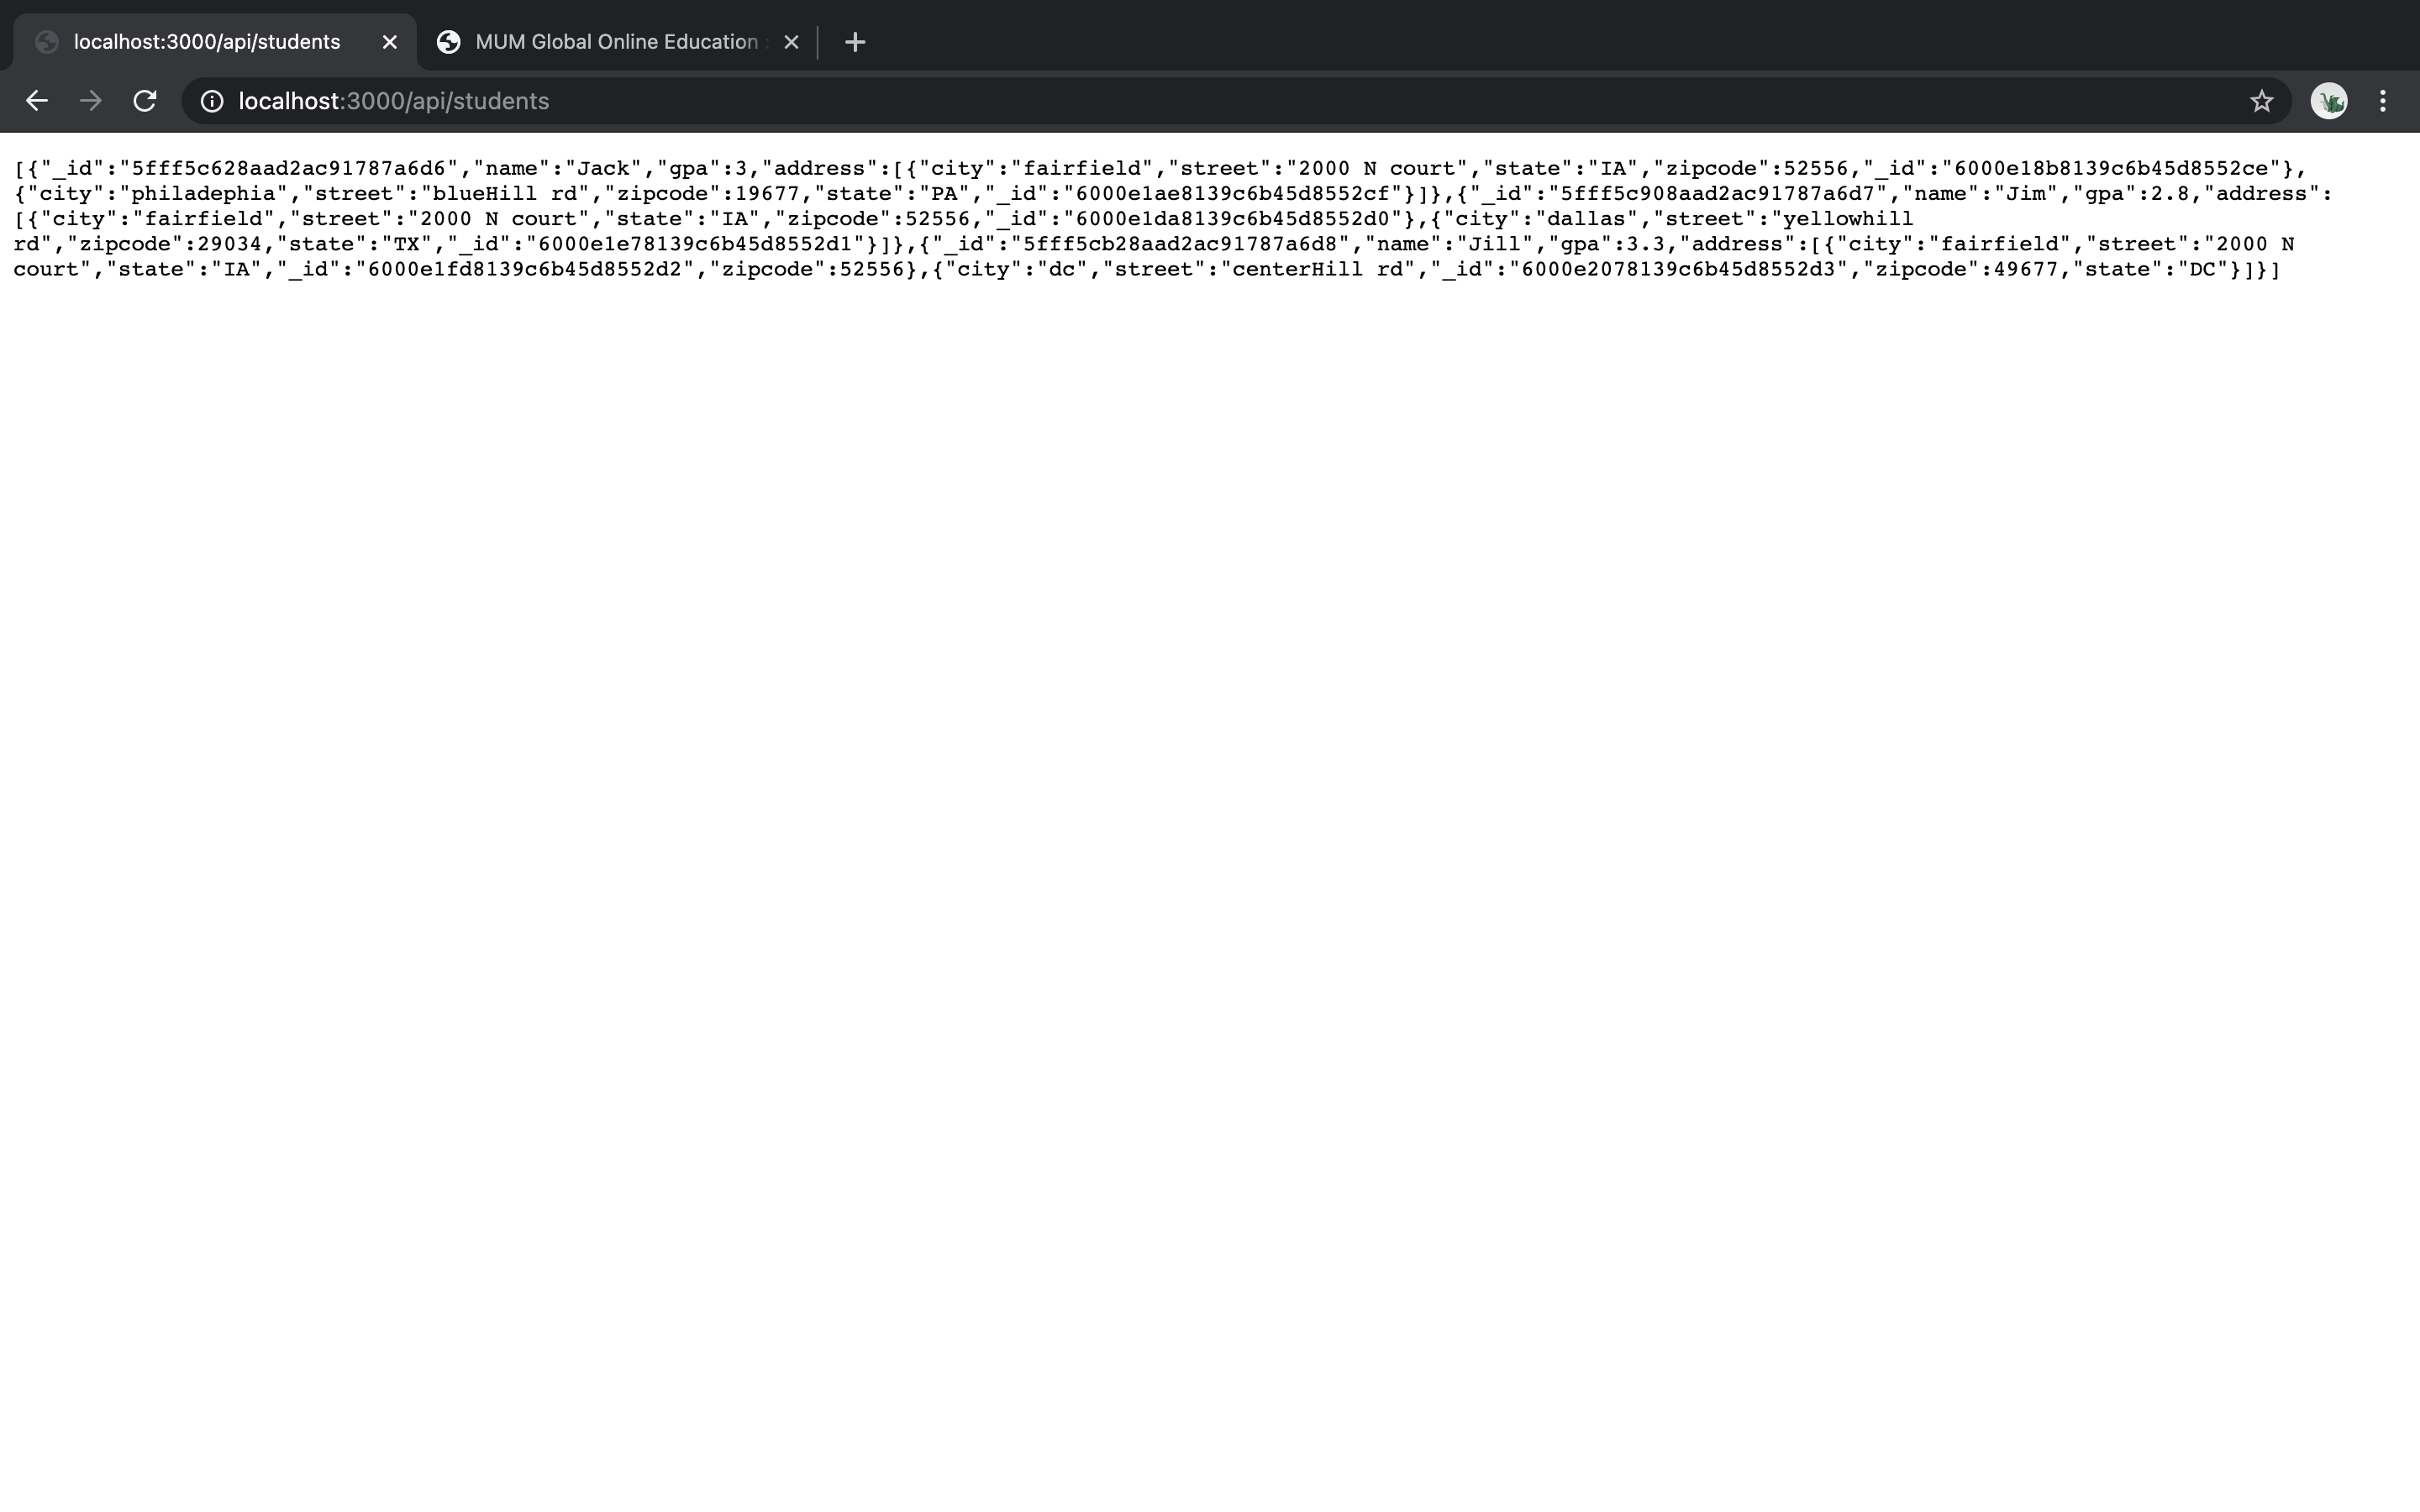 localhost:3000/api/students
MUM Global Online Education
localhost:3000/api/students
[{"_id":"5fff5c628aad2ac91787a6d6","name":"Jack","gpa":3,"address":[{"city":"fairfield","street":"2000 N court","state":"IA","zipcode":52556,"_id":"6000e18b8139c6b45d8552ce"},
{"city":"philadephia","street":"blueHill rd","zipcode":19677,"state":"PA","_id":"6000e1ae8139c6b45d8552cf"}]},{"_id":"5fff5c908aad2ac91787a6d7","name":"Jim","gpa":2.8,"address":
[{"city":"fairfield","street":"2000 N court","state":"IA","zipcode":52556,"_id":"6000e1da8139c6b45d8552d0"},{"city":"dallas","street":"yellowhill
rd","zipcode":29034,"state":"TX","_id":"6000e1e78139c6b45d8552d1"}]},{"_id":"5fff5cb28aad2ac91787a6d8","name":"Jill","gpa":3.3,"address":[{"city":"fairfield","street":"2000 N
court","state":"IA","_id":"6000e1fd8139c6b45d8552d2","zipcode":52556},{"city":"dc","street":"centerHill rd","_id":"6000e2078139c6b45d8552d3","zipcode":49677,"state":"DC"}]}]